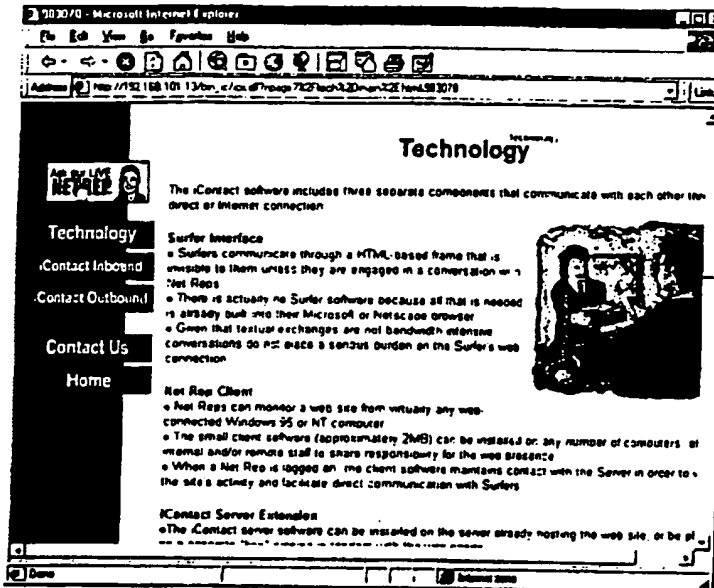 903070 - Microsoft Internet Explorer
File Edit View Go Favorites Help
Address
Technology
Ask our LIVE
NETREP
Technology
iContact Inbound
iContact Outbound
Contact Us
Home
The iContact software includes three separate components that communicate with each other
direct or Internet connection
Surfer Interface
Surfers communicate through a HTML-based frame that is
invisible to them unless they are engaged in a conversation
Net Reps
There is actually no Surfer software because all that is needed
is already built into their Microsoft or Netscape browser
Given that textual exchanges are not bandwidth intensive
conversations do not place a serious burden on the Surfer's web
connection
Net Rep Client
Net Reps can monitor a web site from virtually any web-
connected Windows 95 or NT computer
The small client software (approximately 2MB) can be installed on any number of computers
internal and/or remote staff to share responsibility for the web presence
When a Net Rep is logged on, the client software maintains contact with the Server in order to
the site's activity and facilitate direct communication with Surfers
iContact Server Extension
The iContact server software can be installed on the server already hosting the web site, or be
Done
Internet zone